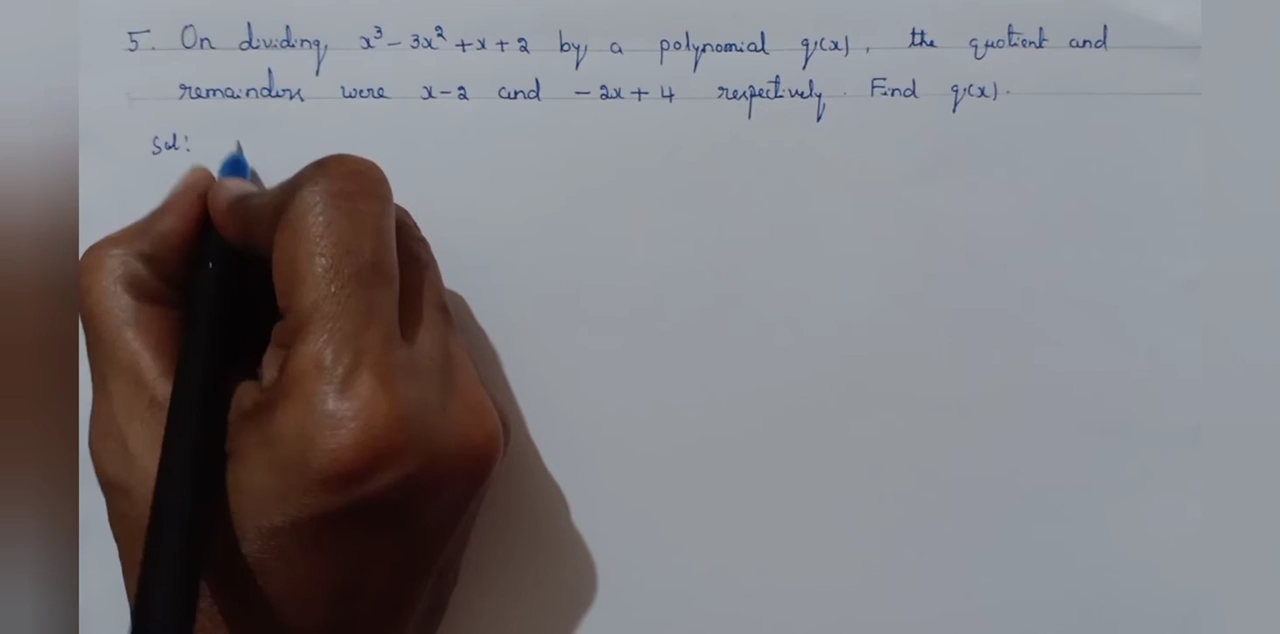 5. On dividing x³ - 3x² + x + 2 by a polynomial g(x), the quotient and
remainders were x-2 and -2x+4 respectively. Find g(x).
Sol: